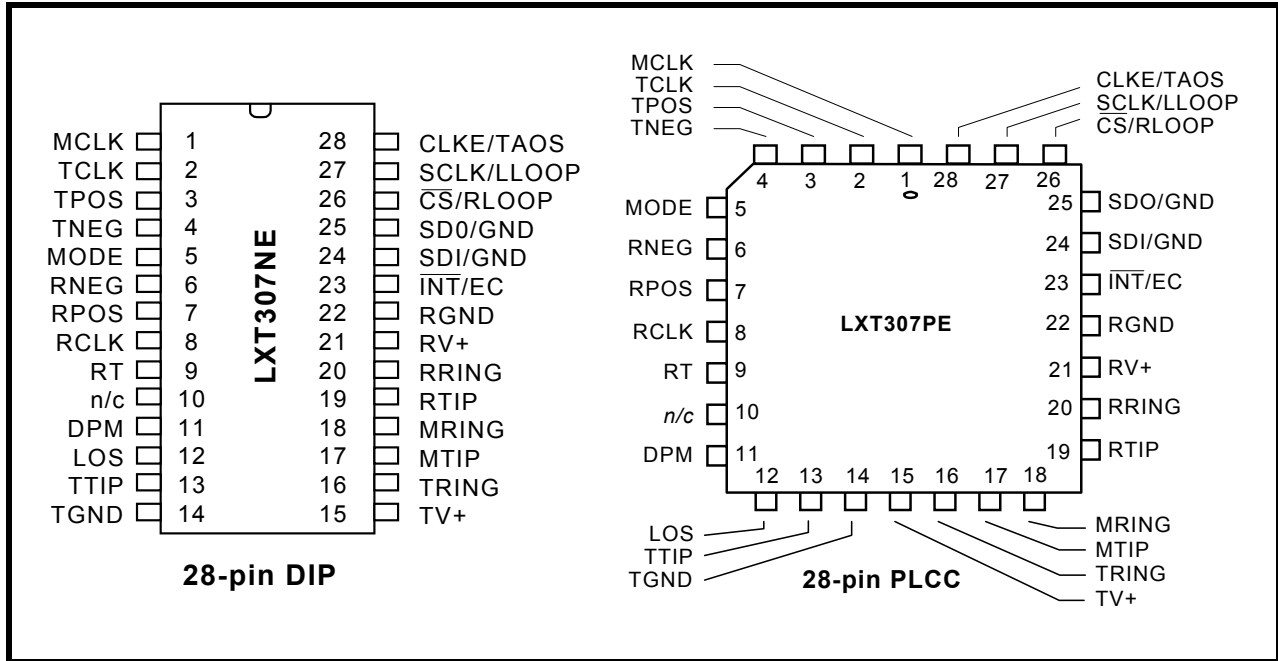 MCLK 1 28 CLKE/TAOS
TCLK 2 27 SCLK/LLOOP
TPOS 3 26 C̅S̅/RLOOP
TNEG 4 25 SD0/GND
MODE 5 24 SDI/GND
RNEG 6 23 I̅N̅T̅/EC
RPOS 7 22 RGND
RCLK 8 21 RV+
RT 9 20 RRING
n/c 10 19 RTIP
DPM 11 18 MRING
LOS 12 17 MTIP
TTIP 13 16 TRING
TGND 14 15 TV+
LXT307NE
28-pin DIP
MCLK
TCLK
TPOS
TNEG
CLKE/TAOS
SCLK/LLOOP
C̅S̅/RLOOP
4 3 2 1 28 27 26
MODE 5 25 SDO/GND
RNEG 6 24 SDI/GND
RPOS 7 23 I̅N̅T̅/EC
RCLK 8 22 RGND
RT 9 21 RV+
n/c 10 20 RRING
DPM 11 19 RTIP
LXT307PE
12 13 14 15 16 17 18
LOS
TTIP
TGND
MRING
MTIP
TRING
TV+
28-pin PLCC